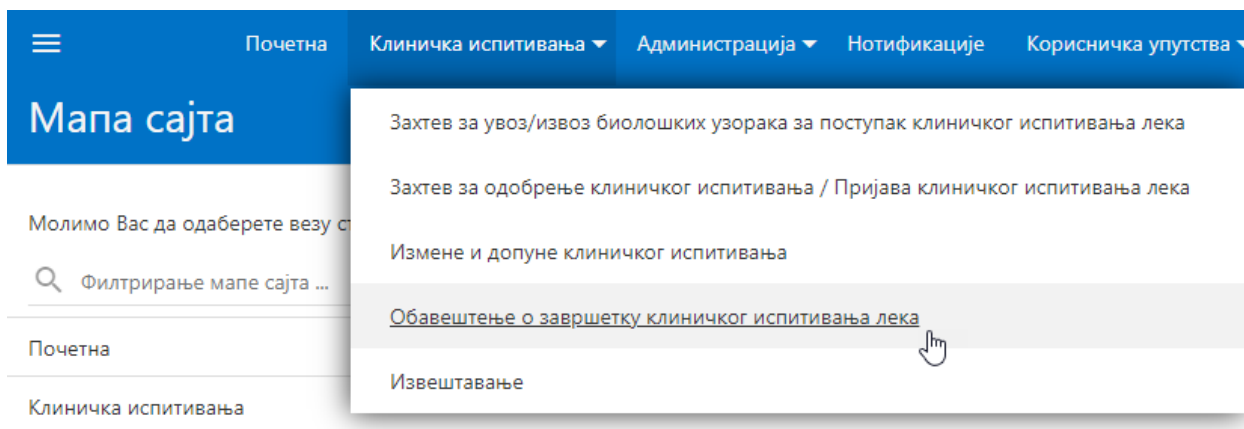 Почетна Клиничка испитивања Администрација Нотификације Корисничка упутства
Мапа сајта
Захтев за увоз/извоз биолошких узорака за поступак клиничког испитивања лека
Захтев за одобрење клиничког испитивања / Пријава клиничког испитивања лека
Молимо Вас да одаберете везу
Измене и допуне клиничког испитивања
Филтрирање мапе сајта ...
Обавештење о завршетку клиничког испитивања лека
Почетна
Извештавање
Клиничка испитивања